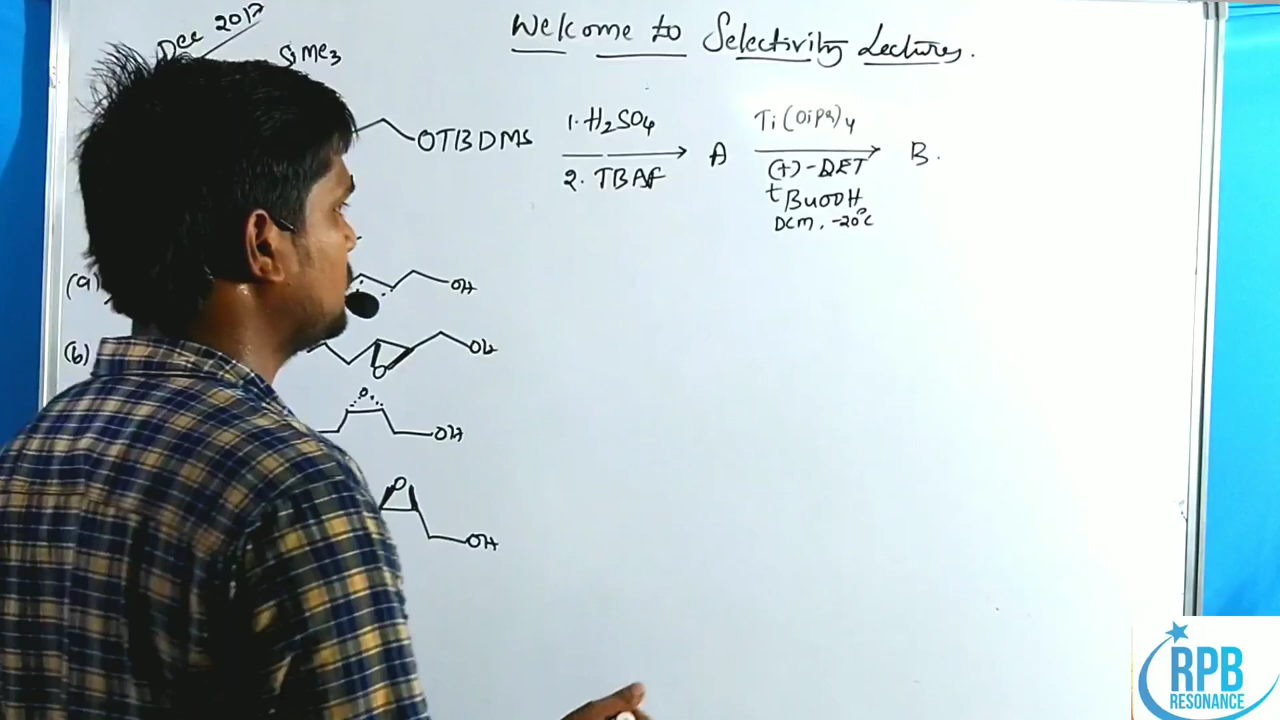 Dec 2017
Welcome to Selectivity Lectures.
SiMe3
OTBDMS
1. H2SO4
2. TBAF
A
Ti(OiPr)4
(+)-DET
tBuOOH
DCM, -20°C
B.
(a)
OH
(b)
O
OH
O
OH
O
OH
RPB
RESONANCE